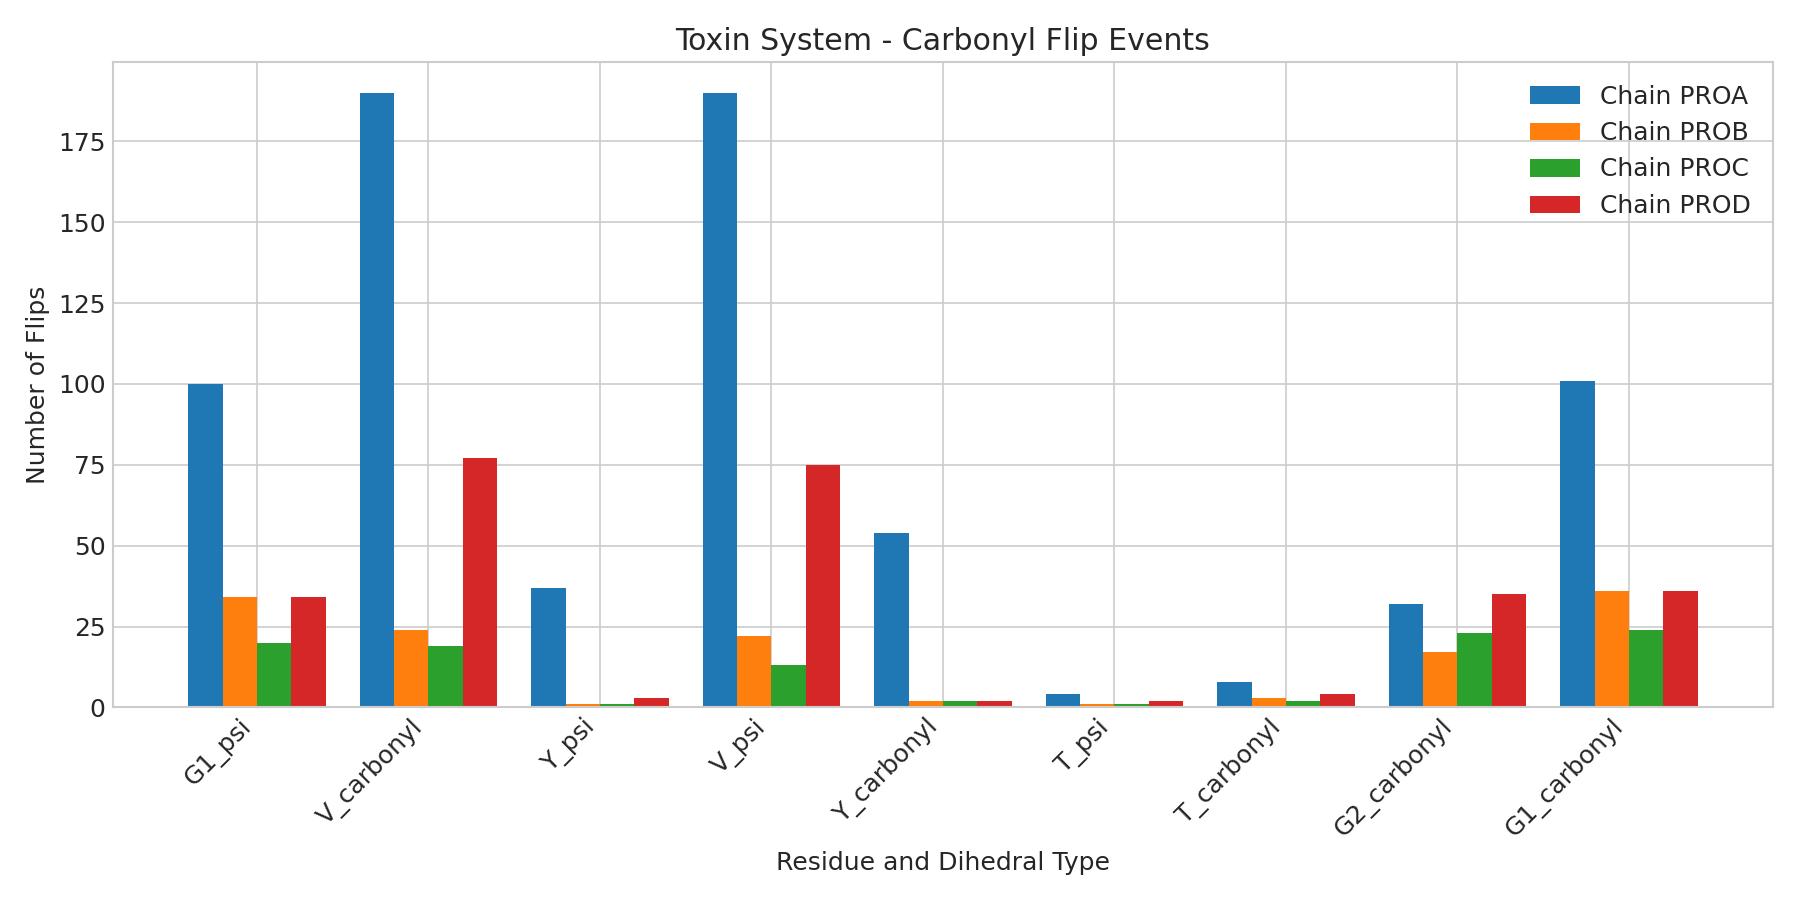 Toxin System - Carbonyl Flip Events
Number of Flips
175
150
125
100
75
50
25
0
Chain PROA
Chain PROB
Chain PROC
Chain PROD
G1_psi
V_carbonyl
Y_psi
V_psi
Y_carbonyl
T_psi
T_carbonyl
G2_carbonyl
G1_carbonyl
Residue and Dihedral Type